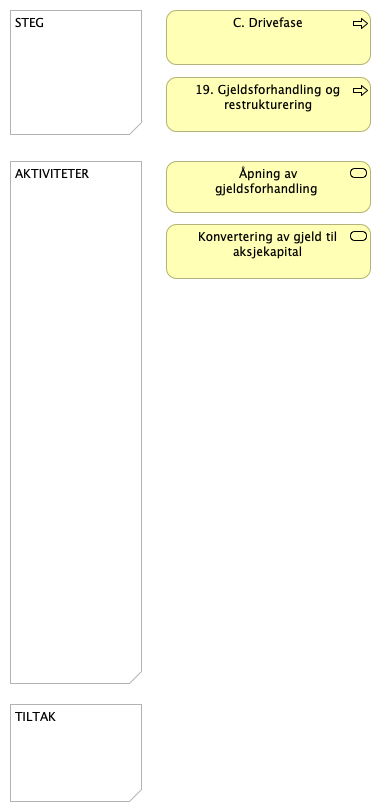 STEG
C. Drivefase
19. Gjeldsforhandling og
restrukturering
AKTIVITETER
Åpning av
gjeldsforhandling
Konvertering av gjeld til
aksjekapital
TILTAK